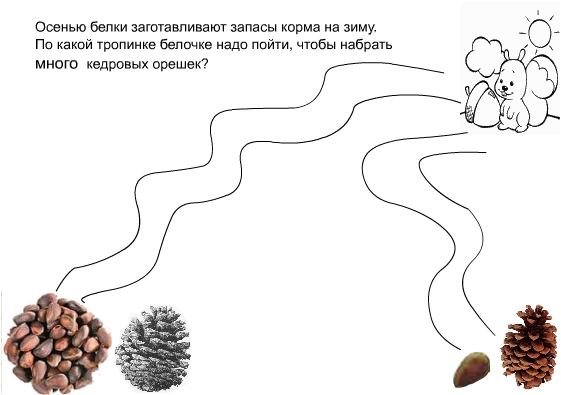 Осенью белки заготавливают запасы корма на зиму.
По какой тропинке белочке надо пойти, чтобы набрать
много кедровых орешек?